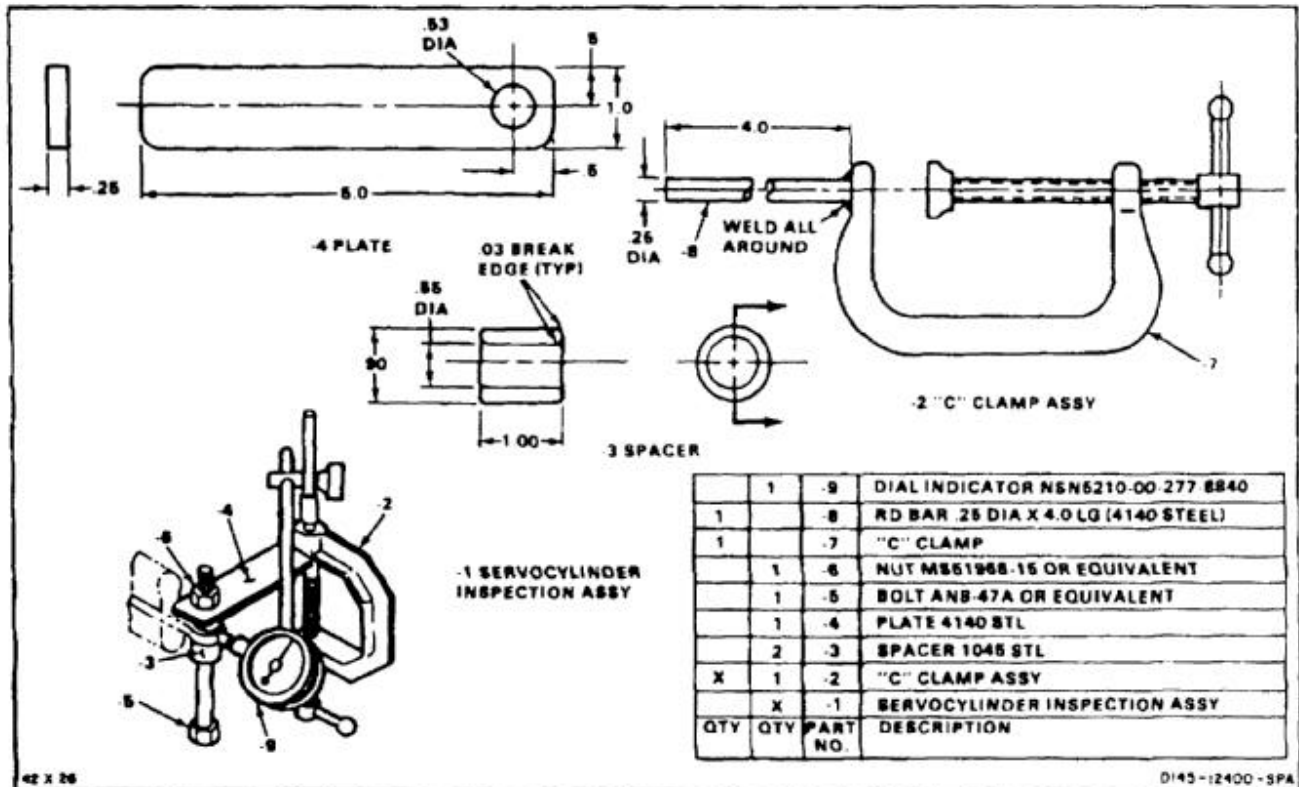 .53
DIA
.5
1.0
.5
.25
5.0
-4 PLATE
4.0
.25
DIA
-8
WELD ALL
AROUND
-7
-2 "C" CLAMP ASSY
.03 BREAK
EDGE (TYP)
.55
DIA
.90
1.00
-3 SPACER
-6
-4
-2
-1 SERVOCYLINDER
INSPECTION ASSY
-3
-5
-9
1 -9 DIAL INDICATOR NSN5210-00-277-8840
1 -8 RD BAR .25 DIA X 4.0 LG (4140 STEEL)
1 -7 "C" CLAMP
1 -6 NUT MS51968-15 OR EQUIVALENT
1 -5 BOLT AN8-47A OR EQUIVALENT
1 -4 PLATE 4140 STL
2 -3 SPACER 1045 STL
X 1 -2 "C" CLAMP ASSY
X -1 SERVOCYLINDER INSPECTION ASSY
QTY QTY PART NO. DESCRIPTION
42 X 26
D145-12400-SPA